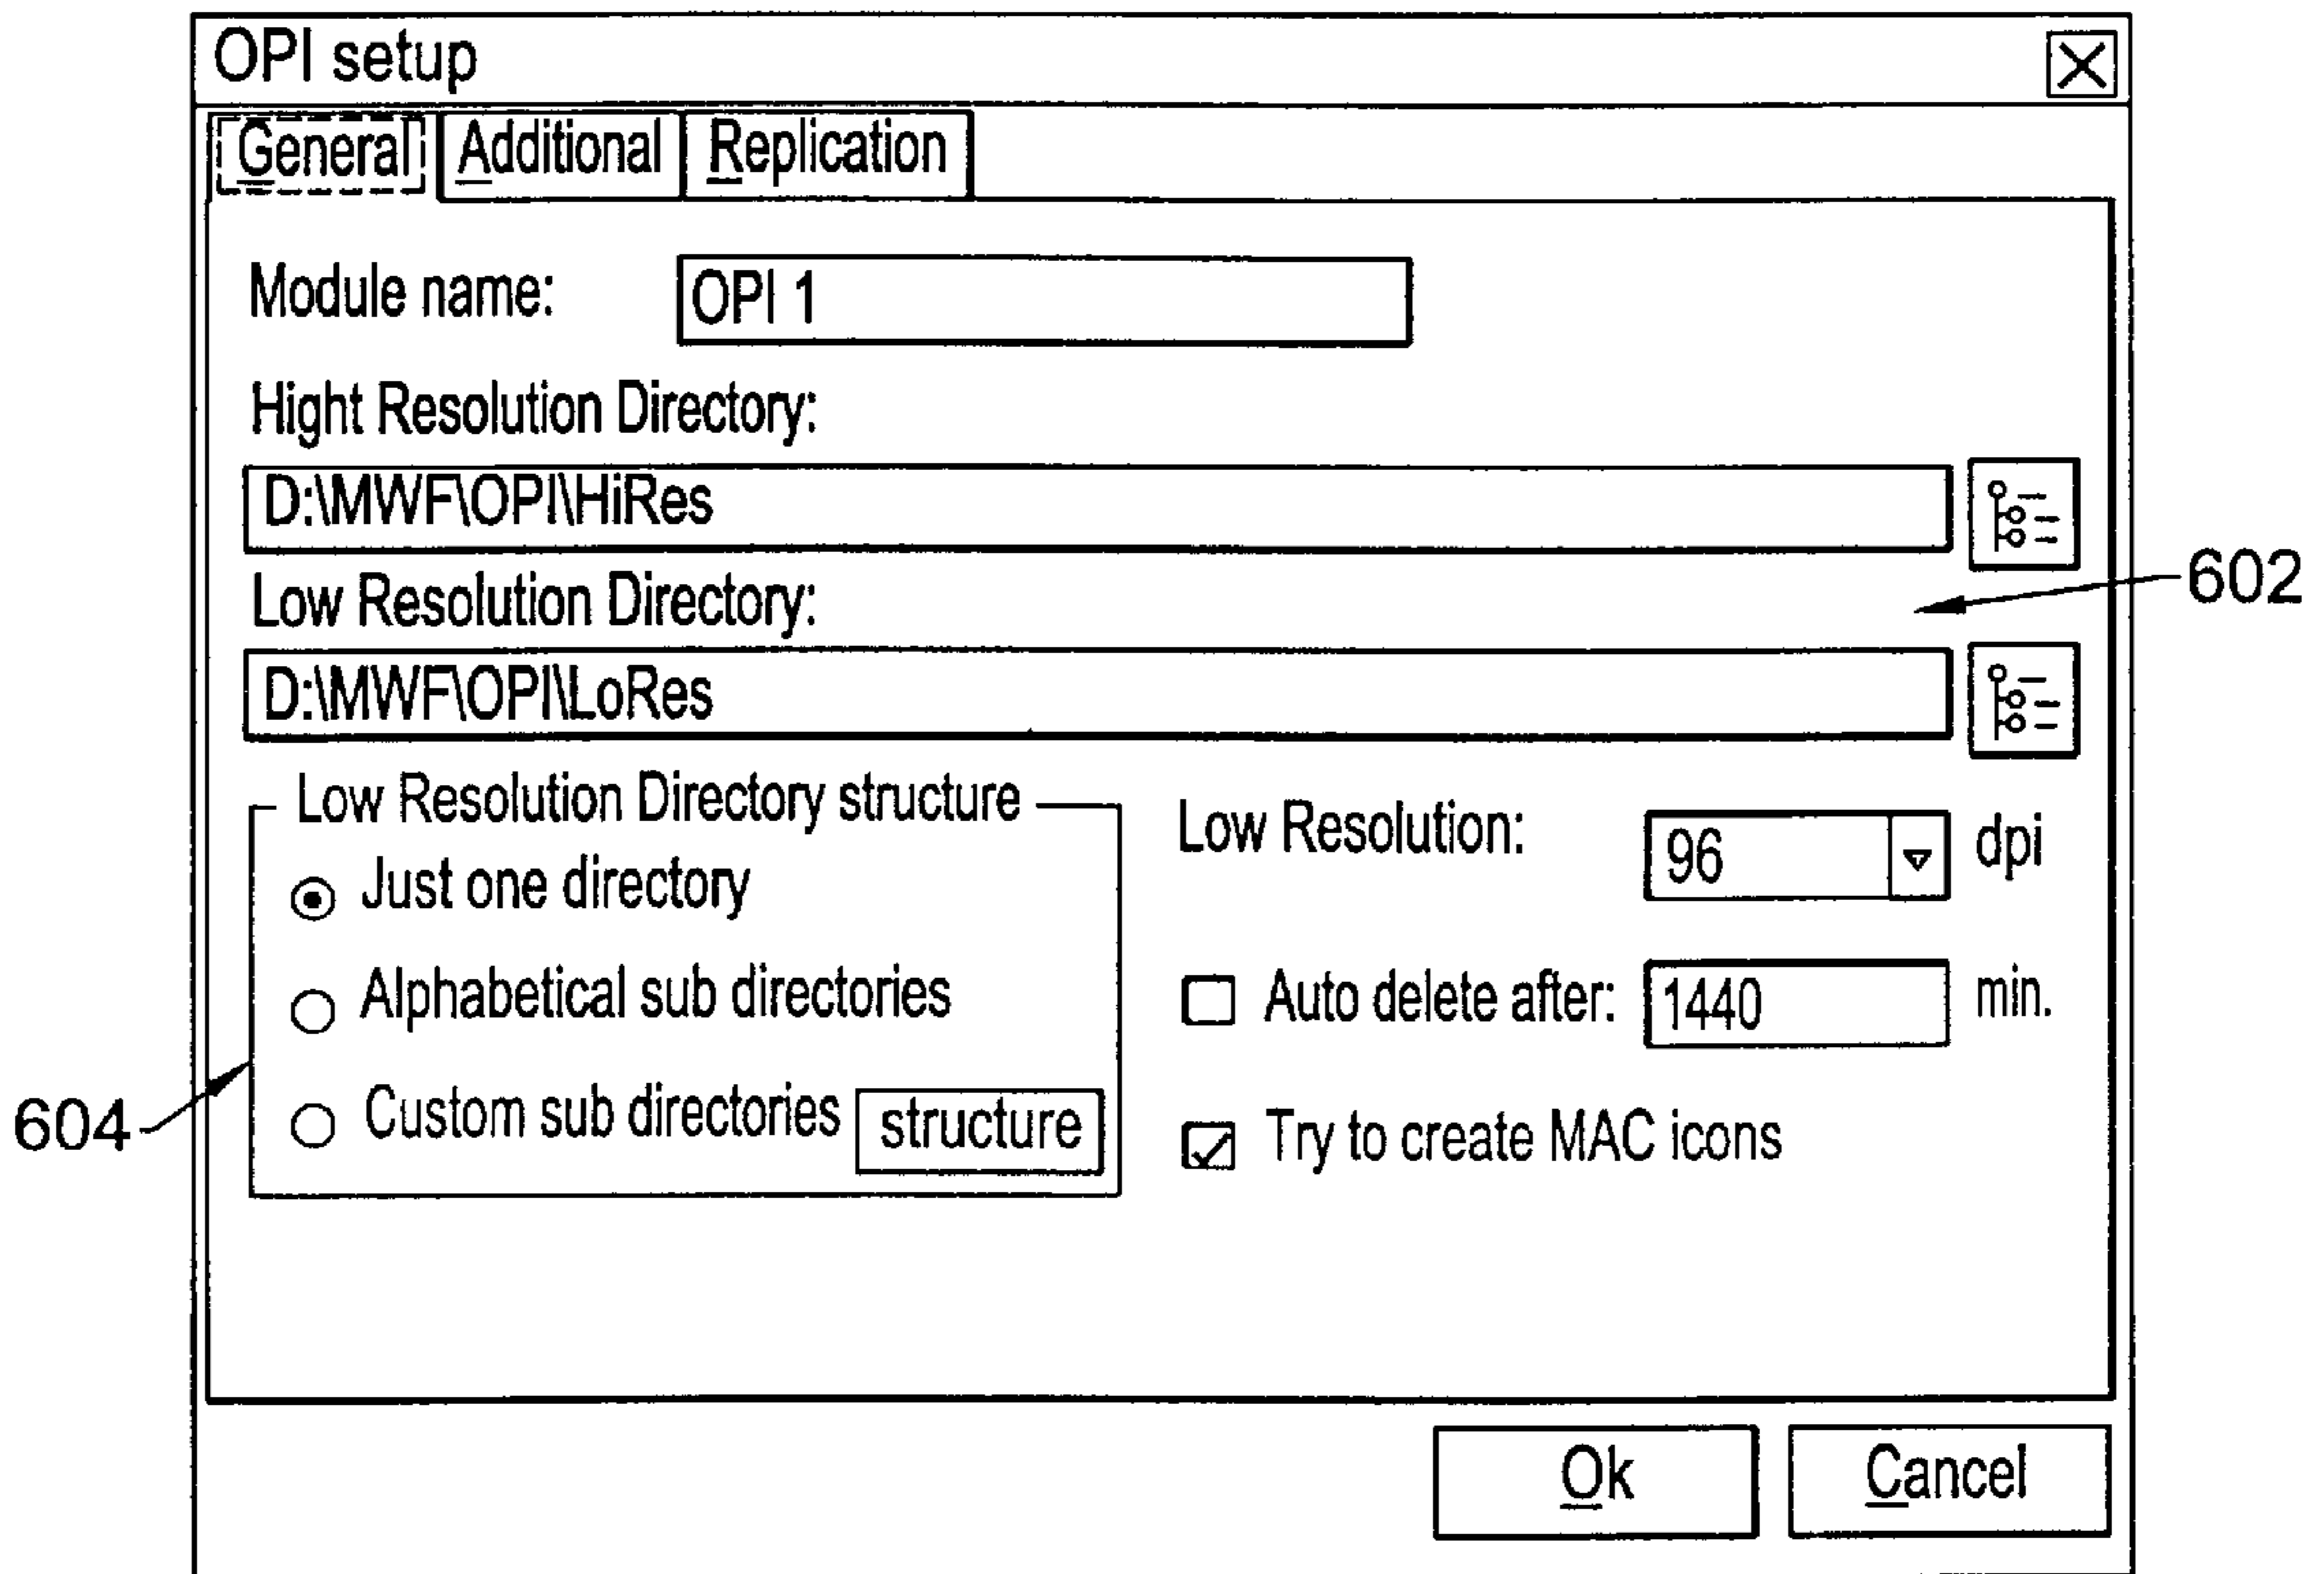 OPI setup
General Additional Replication
Module name: OPI 1
Hight Resolution Directory:
D:\MWF\OPI\HiRes
602
Low Resolution Directory:
D:\MWF\OPI\LoRes
Low Resolution Directory structure
Just one directory
Alphabetical sub directories
Custom sub directories structure
604
Low Resolution: 96 dpi
Auto delete after: 1440 min.
Try to create MAC icons
Ok Cancel